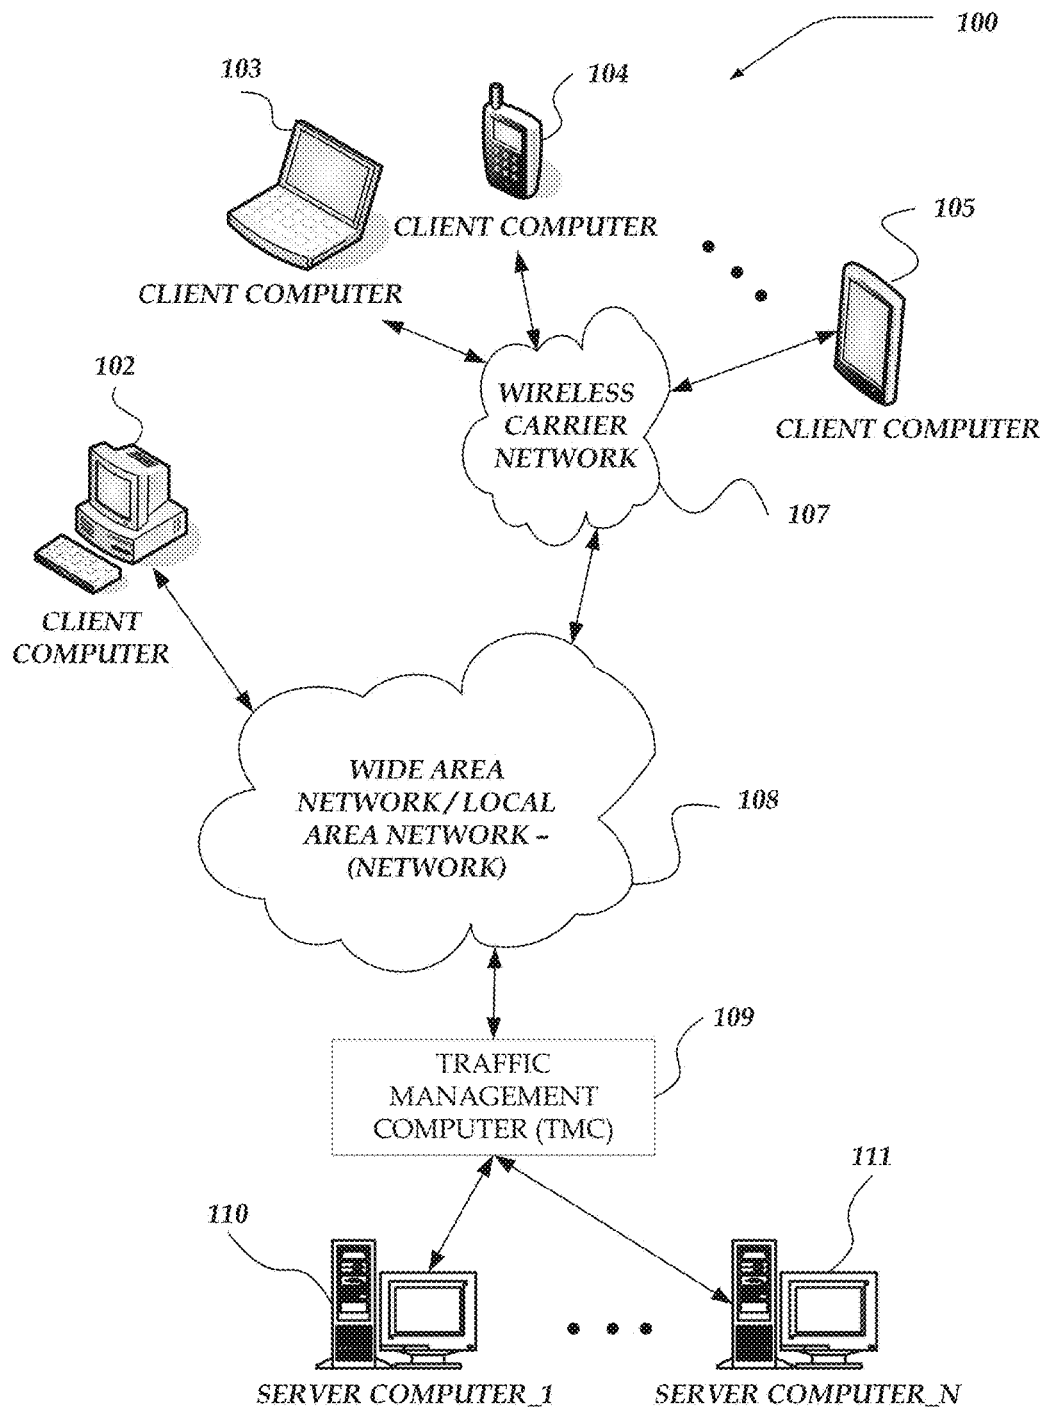 100
103
104
CLIENT COMPUTER
105
CLIENT COMPUTER
102
WIRELESS
CARRIER
NETWORK
CLIENT COMPUTER
107
CLIENT
COMPUTER
WIDE AREA
NETWORK / LOCAL
AREA NETWORK –
(NETWORK)
108
109
TRAFFIC
MANAGEMENT
COMPUTER (TMC)
111
110
SERVER COMPUTER_1
SERVER COMPUTER_N